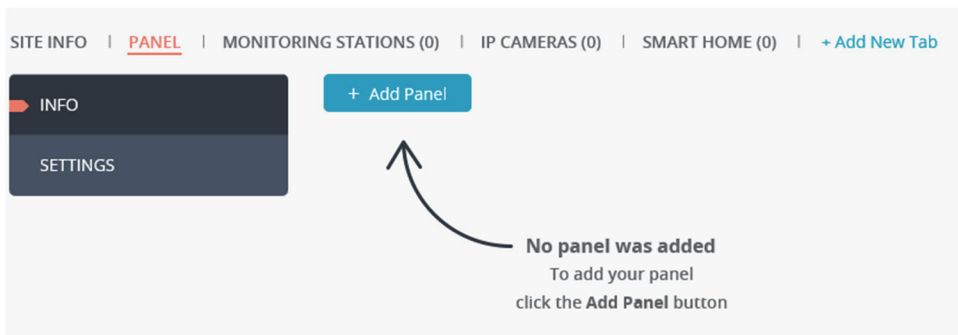 SITE INFO | PANEL | MONITORING STATIONS (0) | IP CAMERAS (0) | SMART HOME (0) | + Add New Tab
INFO
+ Add Panel
SETTINGS
No panel was added
To add your panel
click the Add Panel button